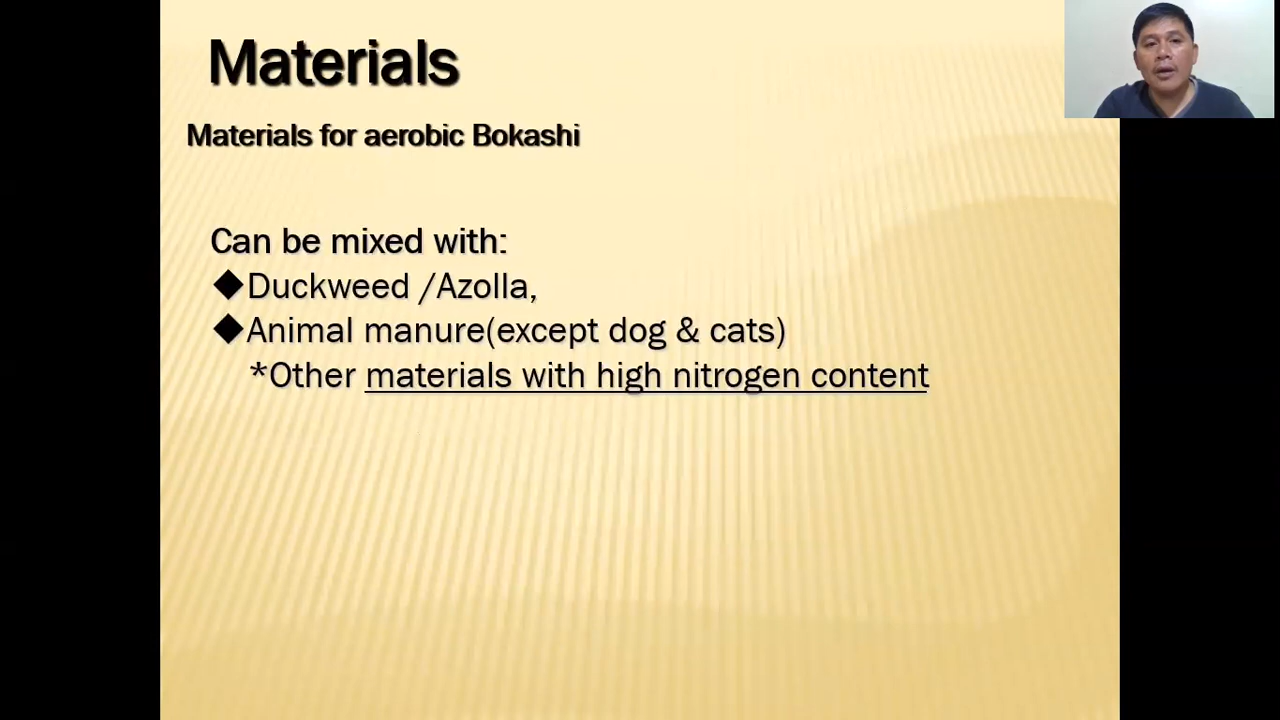 Materials
Materials for aerobic Bokashi
Can be mixed with:
◆Duckweed /Azolla,
◆Animal manure(except dog & cats)
*Other materials with high nitrogen content